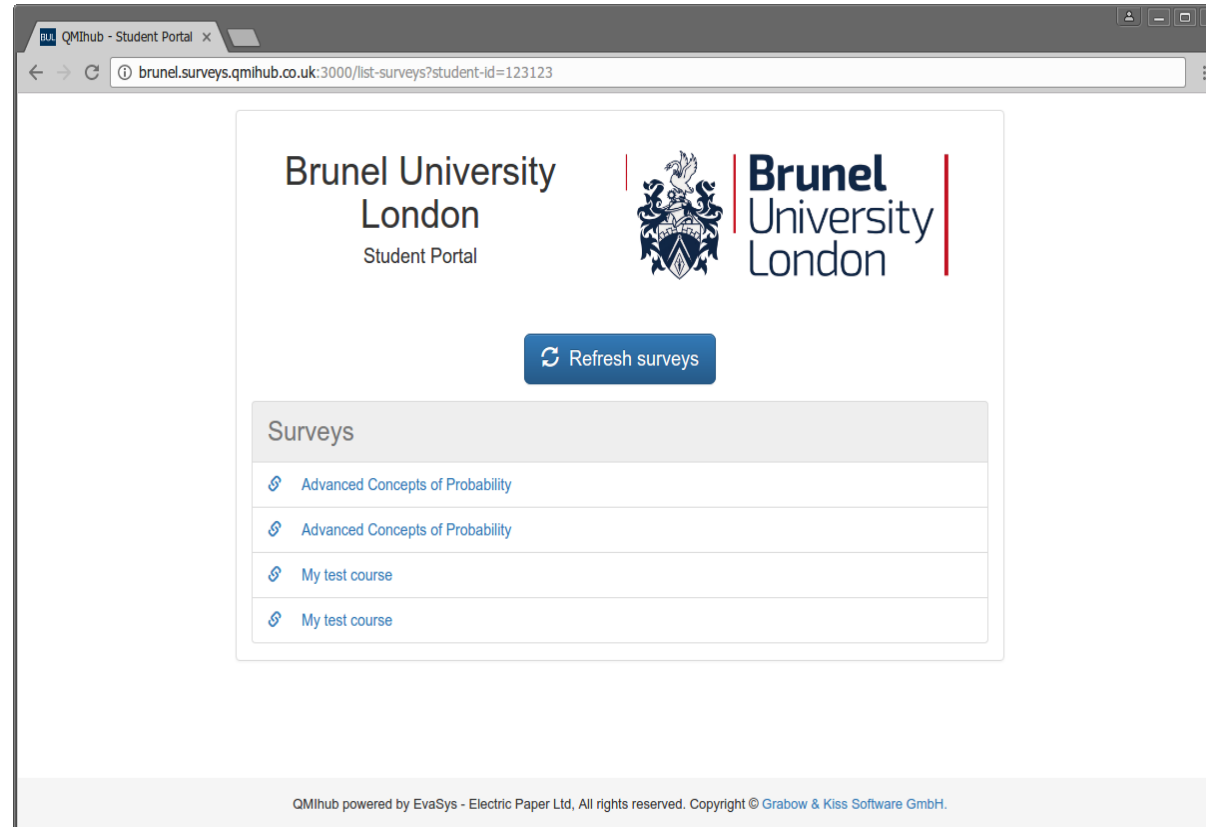 BUL QMIhub - Student Portal
brunel.surveys.qmihub.co.uk:3000/list-surveys?student-id=123123
Brunel University
London
Student Portal
Brunel
University
London
Refresh surveys
Surveys
Advanced Concepts of Probability
Advanced Concepts of Probability
My test course
My test course
QMIhub powered by EvaSys - Electric Paper Ltd, All rights reserved. Copyright © Grabow & Kiss Software GmbH.